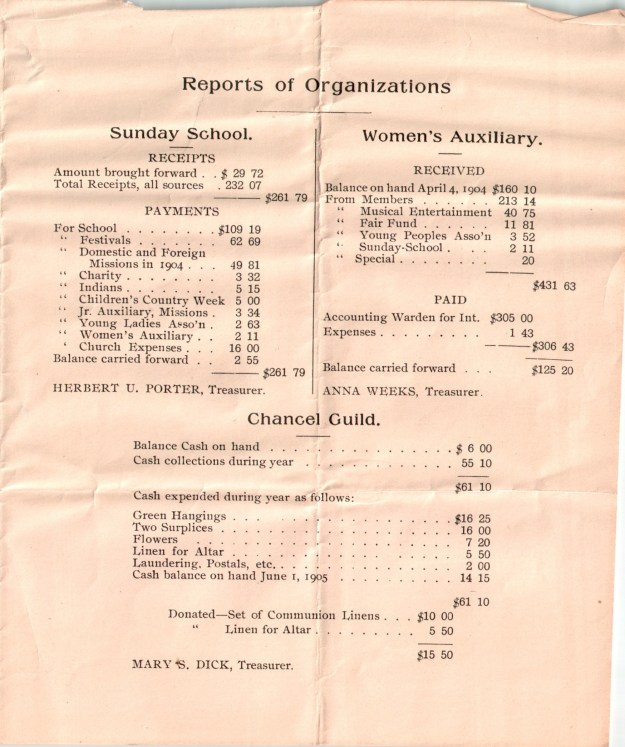 Reports of Organizations
Sunday School.
RECEIPTS
Amount brought forward . . $ 29 72
Total Receipts, all sources . 232 07
$261 79
PAYMENTS
For School . . . . . . . . $109 19
" Festivals . . . . . . . 62 69
" Domestic and Foreign
Missions in 1904 . . . 49 81
" Charity . . . . . . . . 3 32
" Indians . . . . . . . . 5 15
" Children's Country Week 5 00
" Jr. Auxiliary, Missions . 3 34
" Young Ladies Asso'n . 2 63
" Women's Auxiliary . . 2 11
' Church Expenses . . . 16 00
Balance carried forward . . 2 55
$261 79
HERBERT U. PORTER, Treasurer.
Women's Auxiliary.
RECEIVED
Balance on hand April 4, 1904 $160 10
From Members . . . . . . 213 14
" Musical Entertainment 40 75
" Fair Fund . . . . . . 11 81
" Young Peoples Asso'n 3 52
" Sunday-School . . . 2 11
" Special . . . . . . . . 20
$431 63
PAID
Accounting Warden for Int. $305 00
Expenses . . . . . . . . . 1 43
$306 43
Balance carried forward . . . $125 20
ANNA WEEKS, Treasurer.
Chancel Guild.
Balance Cash on hand . . . . . . . . . . . . . . . . $ 6 00
Cash collections during year . . . . . . . . . . . . . 55 10
$61 10
Cash expended during year as follows:
Green Hangings . . . . . . . . . . . . . . . . . . . $16 25
Two Surplices . . . . . . . . . . . . . . . . . . . . 16 00
Flowers . . . . . . . . . . . . . . . . . . . . . 7 20
Linen for Altar . . . . . . . . . . . . . . . . . . . 5 50
Laundering, Postals, etc. . . . . . . . . . . . . . . . 2 00
Cash balance on hand June 1, 1905 . . . . . . . . . . 14 15
$61 10
Donated—Set of Communion Linens . . . $10 00
" Linen for Altar . . . . . . . . . 5 50
$15 50
MARY S. DICK, Treasurer.